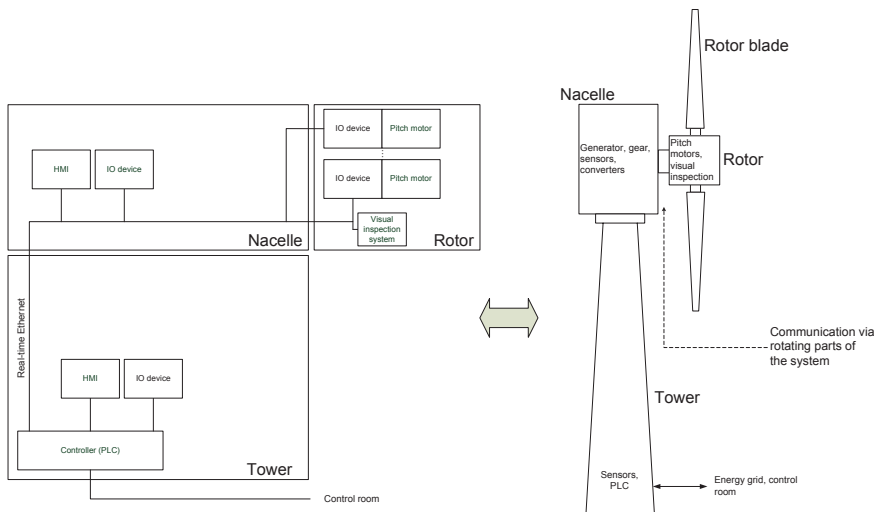 IO device
Pitch motor
HMI
IO device
IO device
Pitch motor
Visual
inspection
system
Nacelle
Rotor
Real-time Ethernet
HMI
IO device
Controller (PLC)
Tower
Control room
Rotor blade
Nacelle
Generator, gear,
sensors,
converters
Pitch
motors,
visual
inspection
Rotor
Communication via
rotating parts of
the system
Tower
Sensors,
PLC
Energy grid, control
room